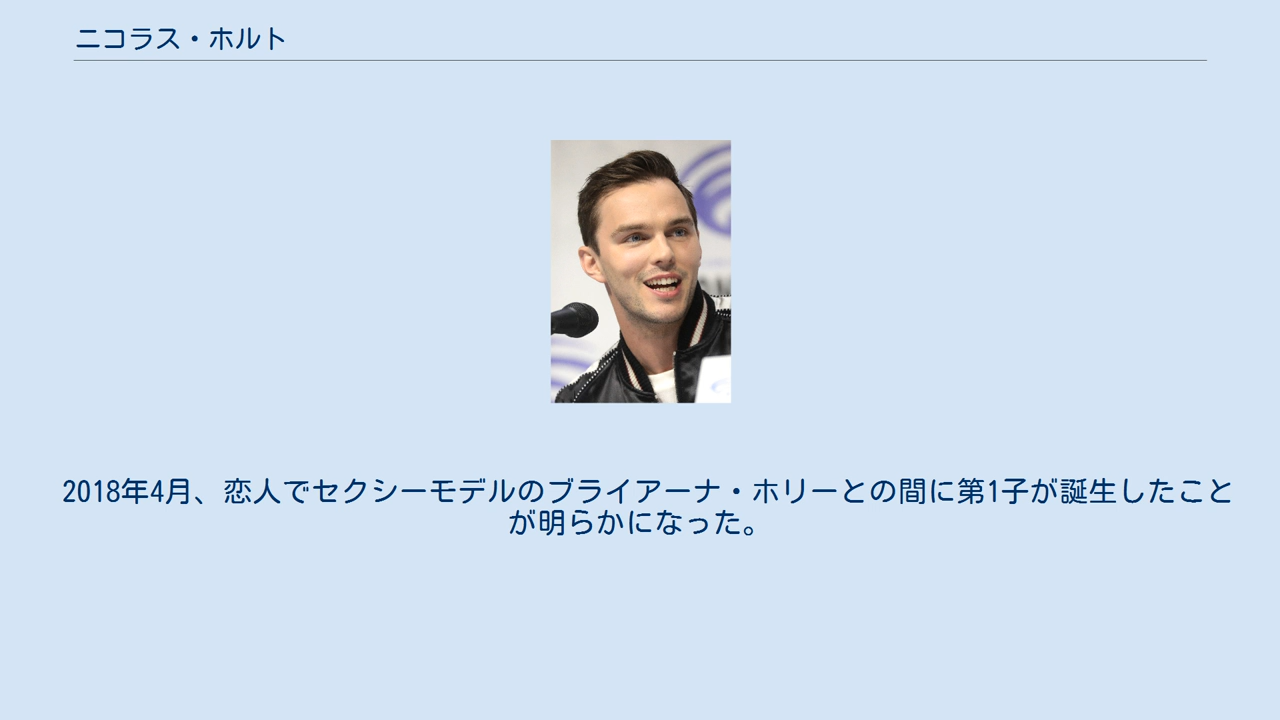 ニコラス・ホルト
2018年4月、恋人でセクシーモデルのブライアーナ・ホリーとの間に第1子が誕生したこと
が明らかになった。